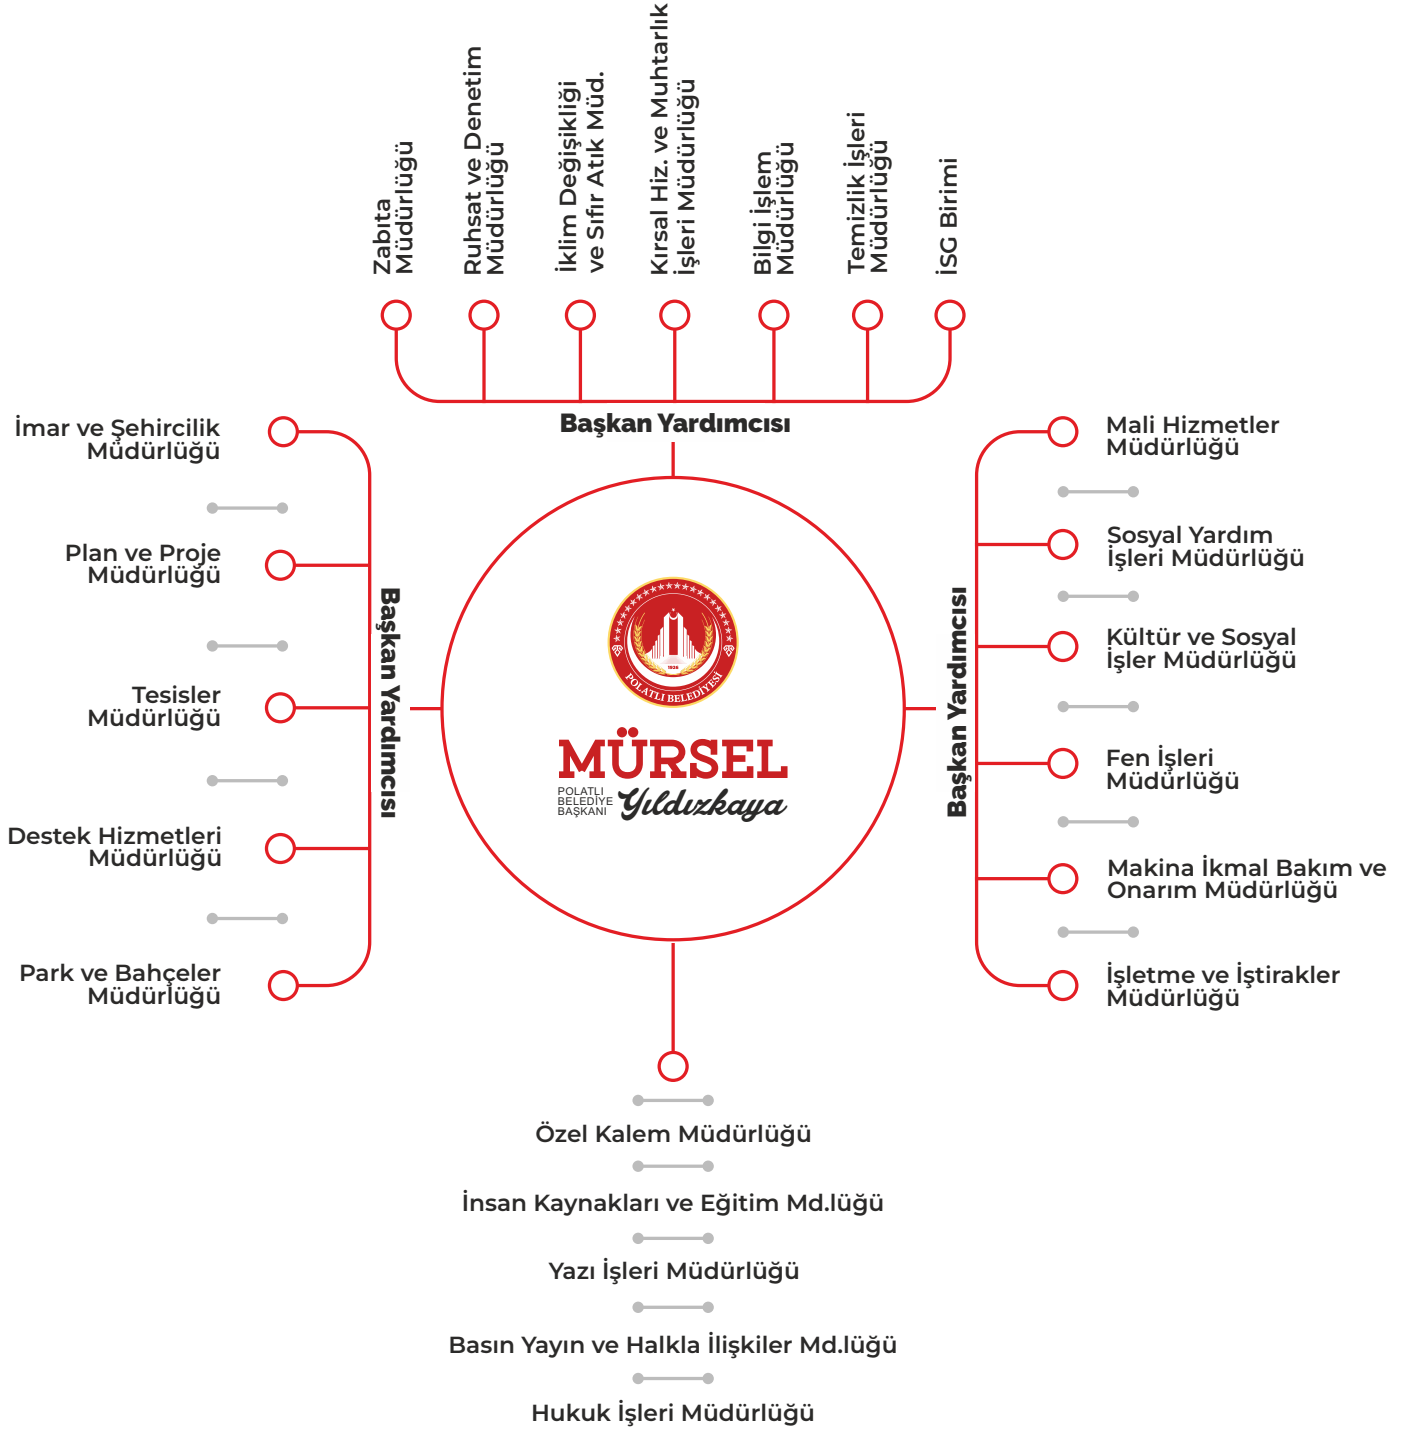 Zabıta
Müdürlüğü
Ruhsat ve Denetim
Müdürlüğü
İklim Değişikliği
ve Sıfır Atık Müd.
Kırsal Hiz. ve Muhtarlık
İşleri Müdürlüğü
Bilgi İşlem
Müdürlüğü
Temizlik İşleri
Müdürlüğü
İSG Birimi
Başkan Yardımcısı
İmar ve Şehircilik
Müdürlüğü
Plan ve Proje
Müdürlüğü
Tesisler
Müdürlüğü
Destek Hizmetleri
Müdürlüğü
Park ve Bahçeler
Müdürlüğü
Başkan Yardımcısı
1926
POLATLI BELEDİYESİ
MÜRSEL
POLATLI
BELEDİYE
BAŞKANI
Yıldızkaya
Başkan Yardımcısı
Mali Hizmetler
Müdürlüğü
Sosyal Yardım
İşleri Müdürlüğü
Kültür ve Sosyal
İşler Müdürlüğü
Fen İşleri
Müdürlüğü
Makina İkmal Bakım ve
Onarım Müdürlüğü
İşletme ve İştirakler
Müdürlüğü
Özel Kalem Müdürlüğü
İnsan Kaynakları ve Eğitim Md.lüğü
Yazı İşleri Müdürlüğü
Basın Yayın ve Halkla İlişkiler Md.lüğü
Hukuk İşleri Müdürlüğü